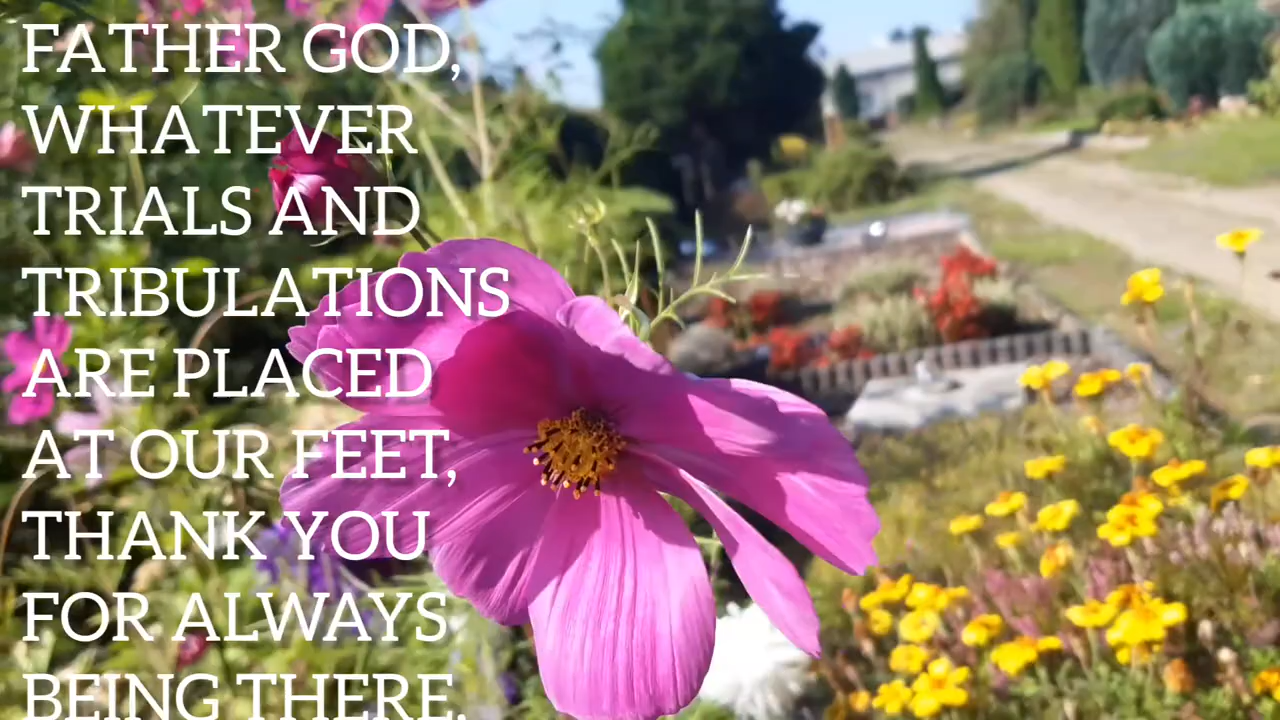 FATHER GOD,
WHATEVER
TRIALS AND
TRIBULATIONS
ARE PLACED
AT OUR FEET,
THANK YOU
FOR ALWAYS
BEING THERE.